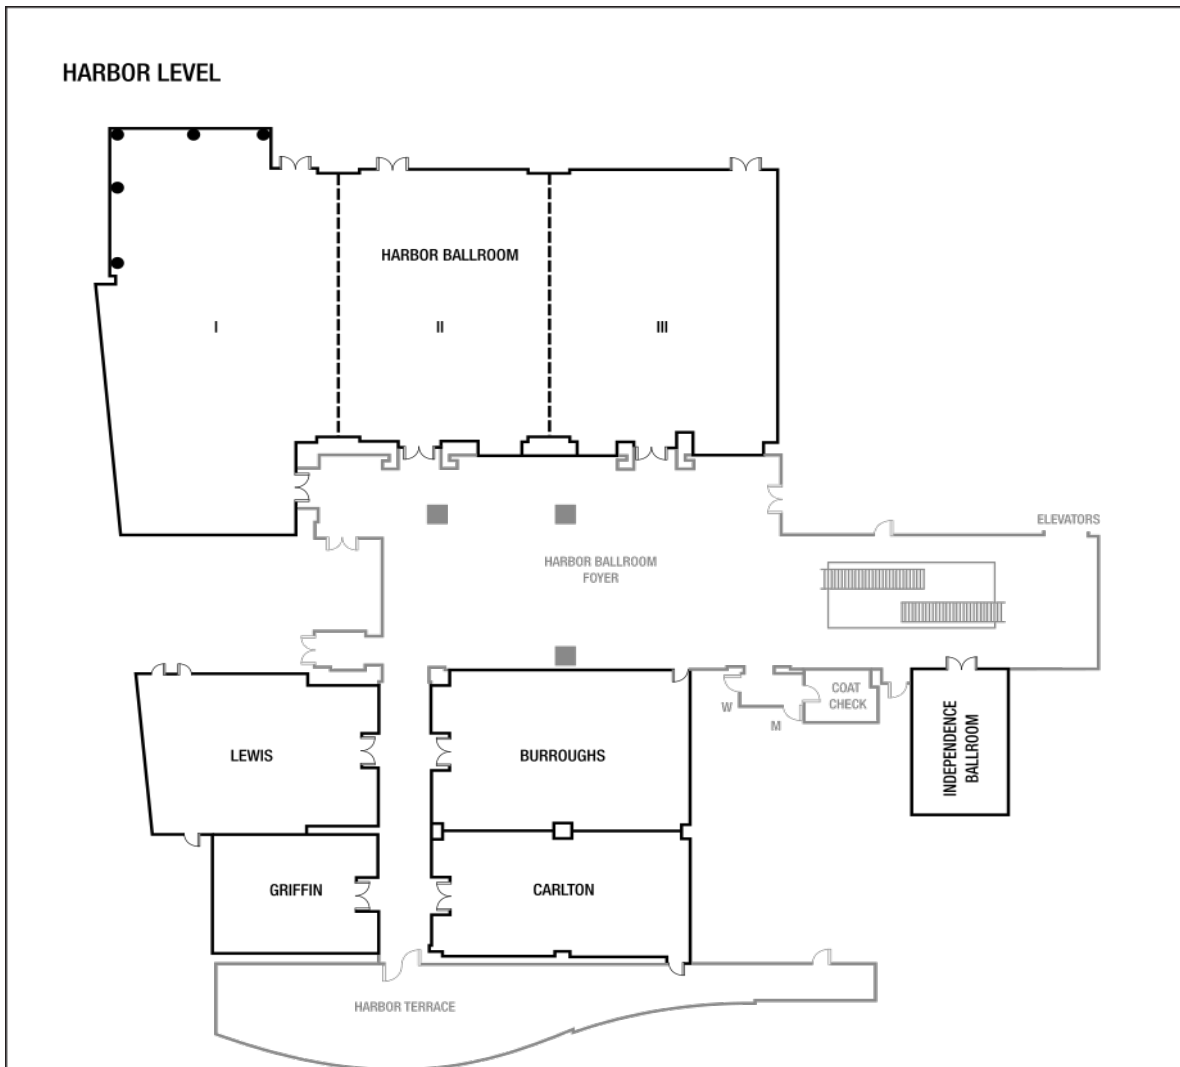 HARBOR LEVEL
HARBOR BALLROOM
I
II
III
ELEVATORS
HARBOR BALLROOM
FOYER
COAT
CHECK
W
M
INDEPENDENCE
BALLROOM
LEWIS
BURROUGHS
GRIFFIN
CARLTON
HARBOR TERRACE